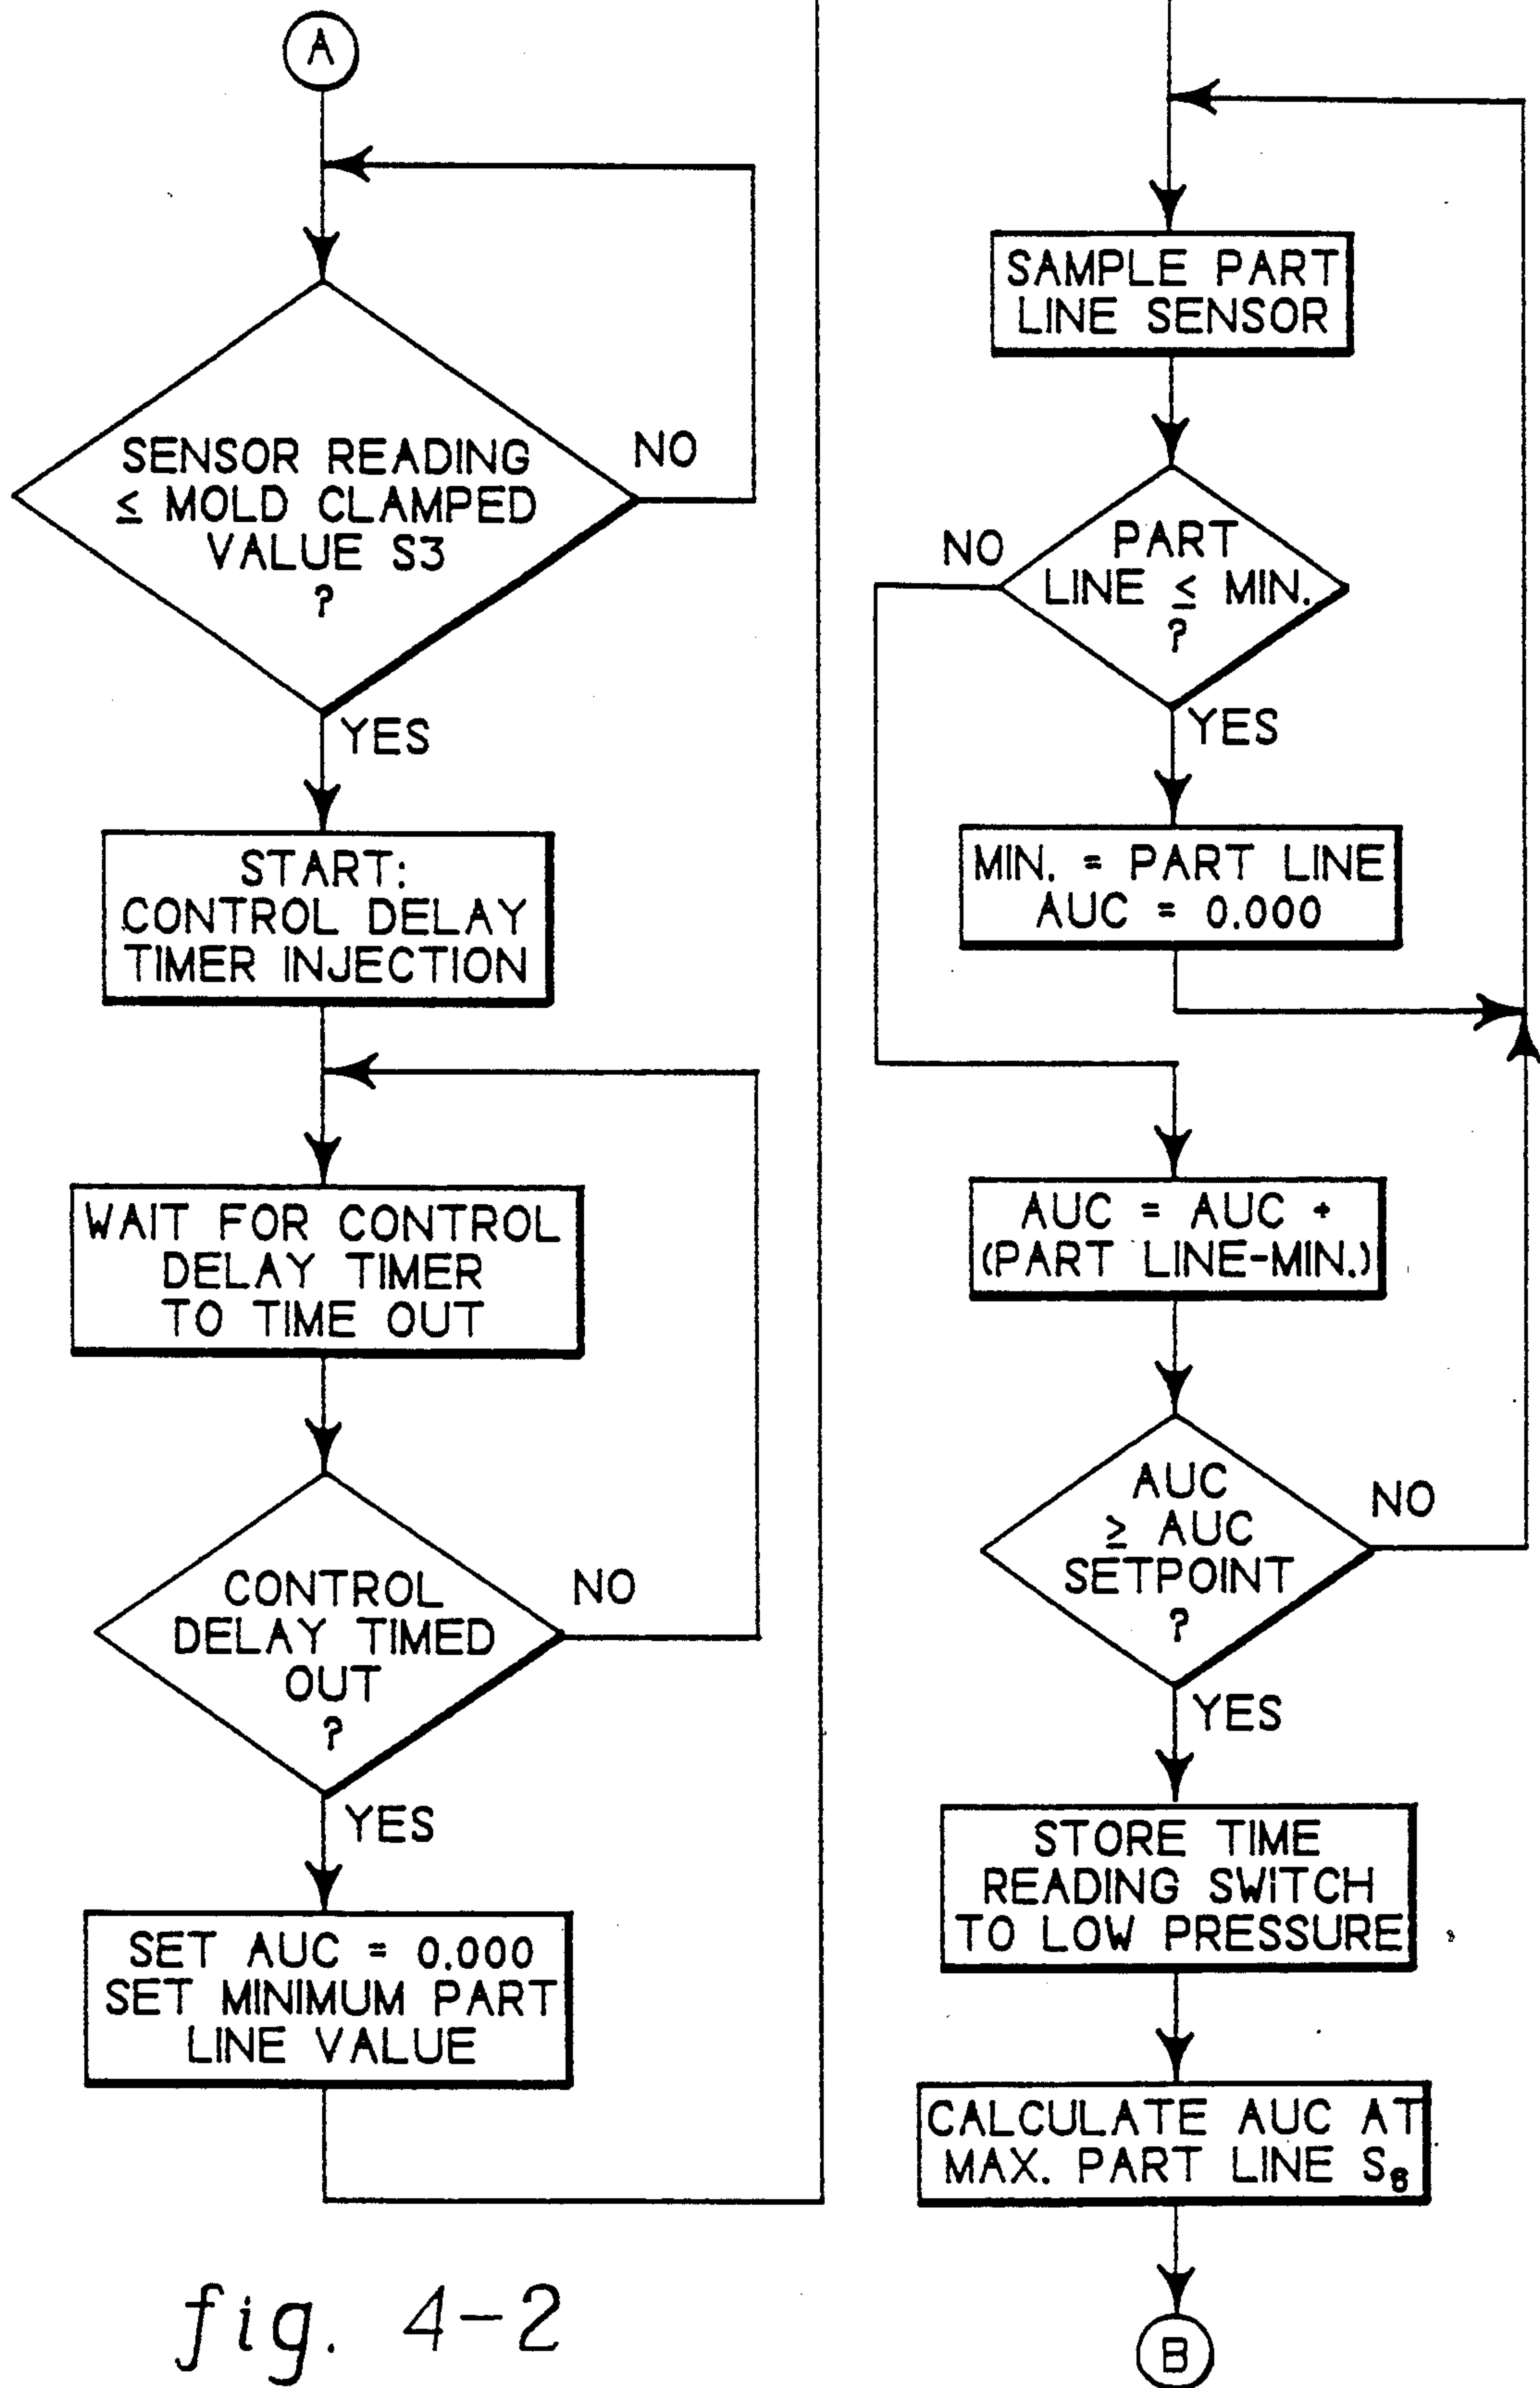 A
SENSOR READING
≤ MOLD CLAMPED
VALUE S3
?
NO
YES
START:
CONTROL DELAY
TIMER INJECTION
WAIT FOR CONTROL
DELAY TIMER
TO TIME OUT
CONTROL
DELAY TIMED
OUT
?
NO
YES
SET AUC = 0.000
SET MINIMUM PART
LINE VALUE
SAMPLE PART
LINE SENSOR
PART
LINE ≤ MIN.
?
NO
YES
MIN. = PART LINE
AUC = 0.000
AUC = AUC +
(PART LINE-MIN.)
AUC
≥ AUC
SETPOINT
?
NO
YES
STORE TIME
READING SWITCH
TO LOW PRESSURE
CALCULATE AUC AT
MAX. PART LINE S₆
B
fig. 4-2